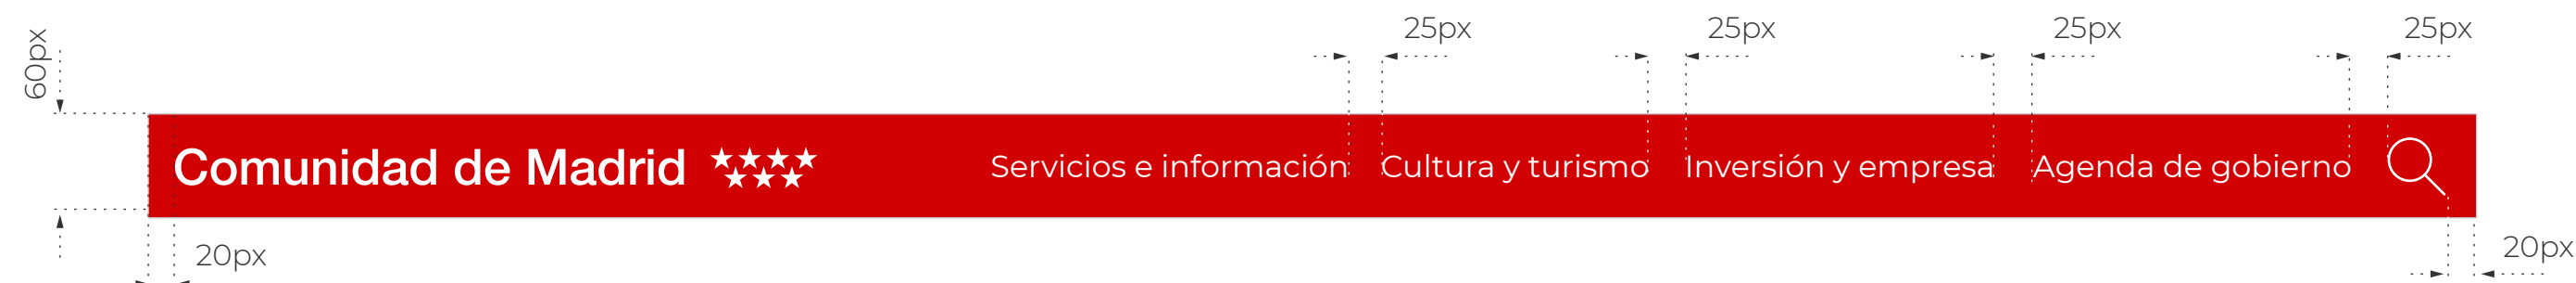 25px 25px 25px 25px
60px
Comunidad de Madrid Servicios e información Cultura y turismo Inversión y empresa Agenda de gobierno
20px 20px